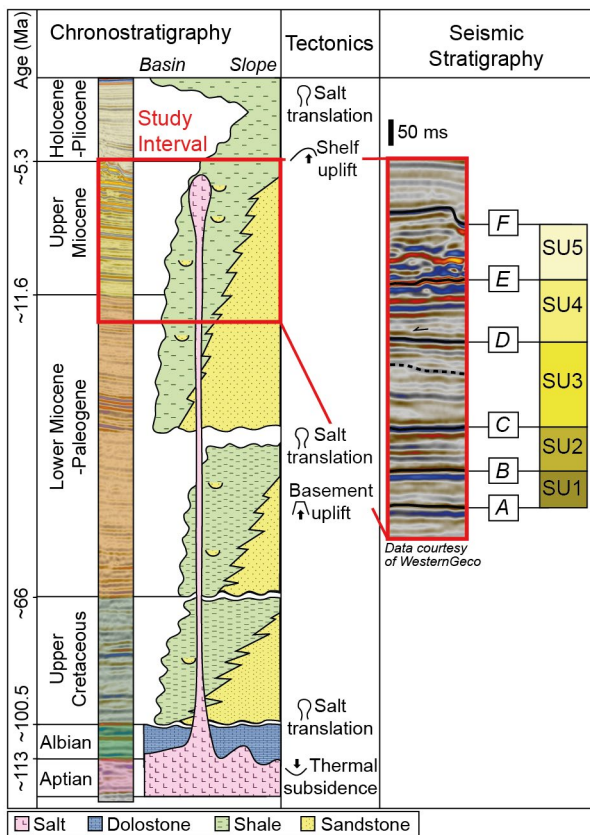 Age (Ma)
Chronostratigraphy
Basin
Slope
Tectonics
Seismic
Stratigraphy
Holocene
-Pliocene
Study
Interval
Salt
translation
50 ms
~5.3
Shelf
uplift
Upper
Miocene
F
SU5
E
SU4
~11.6
D
SU3
Lower Miocene
-Paleogene
C
Salt
translation
SU2
B
Basement
uplift
SU1
A
Data courtesy
of WesternGeco
~66
Upper
Cretaceous
Salt
translation
~100.5
Albian
~113
Thermal
subsidence
Aptian
Salt
Dolostone
Shale
Sandstone